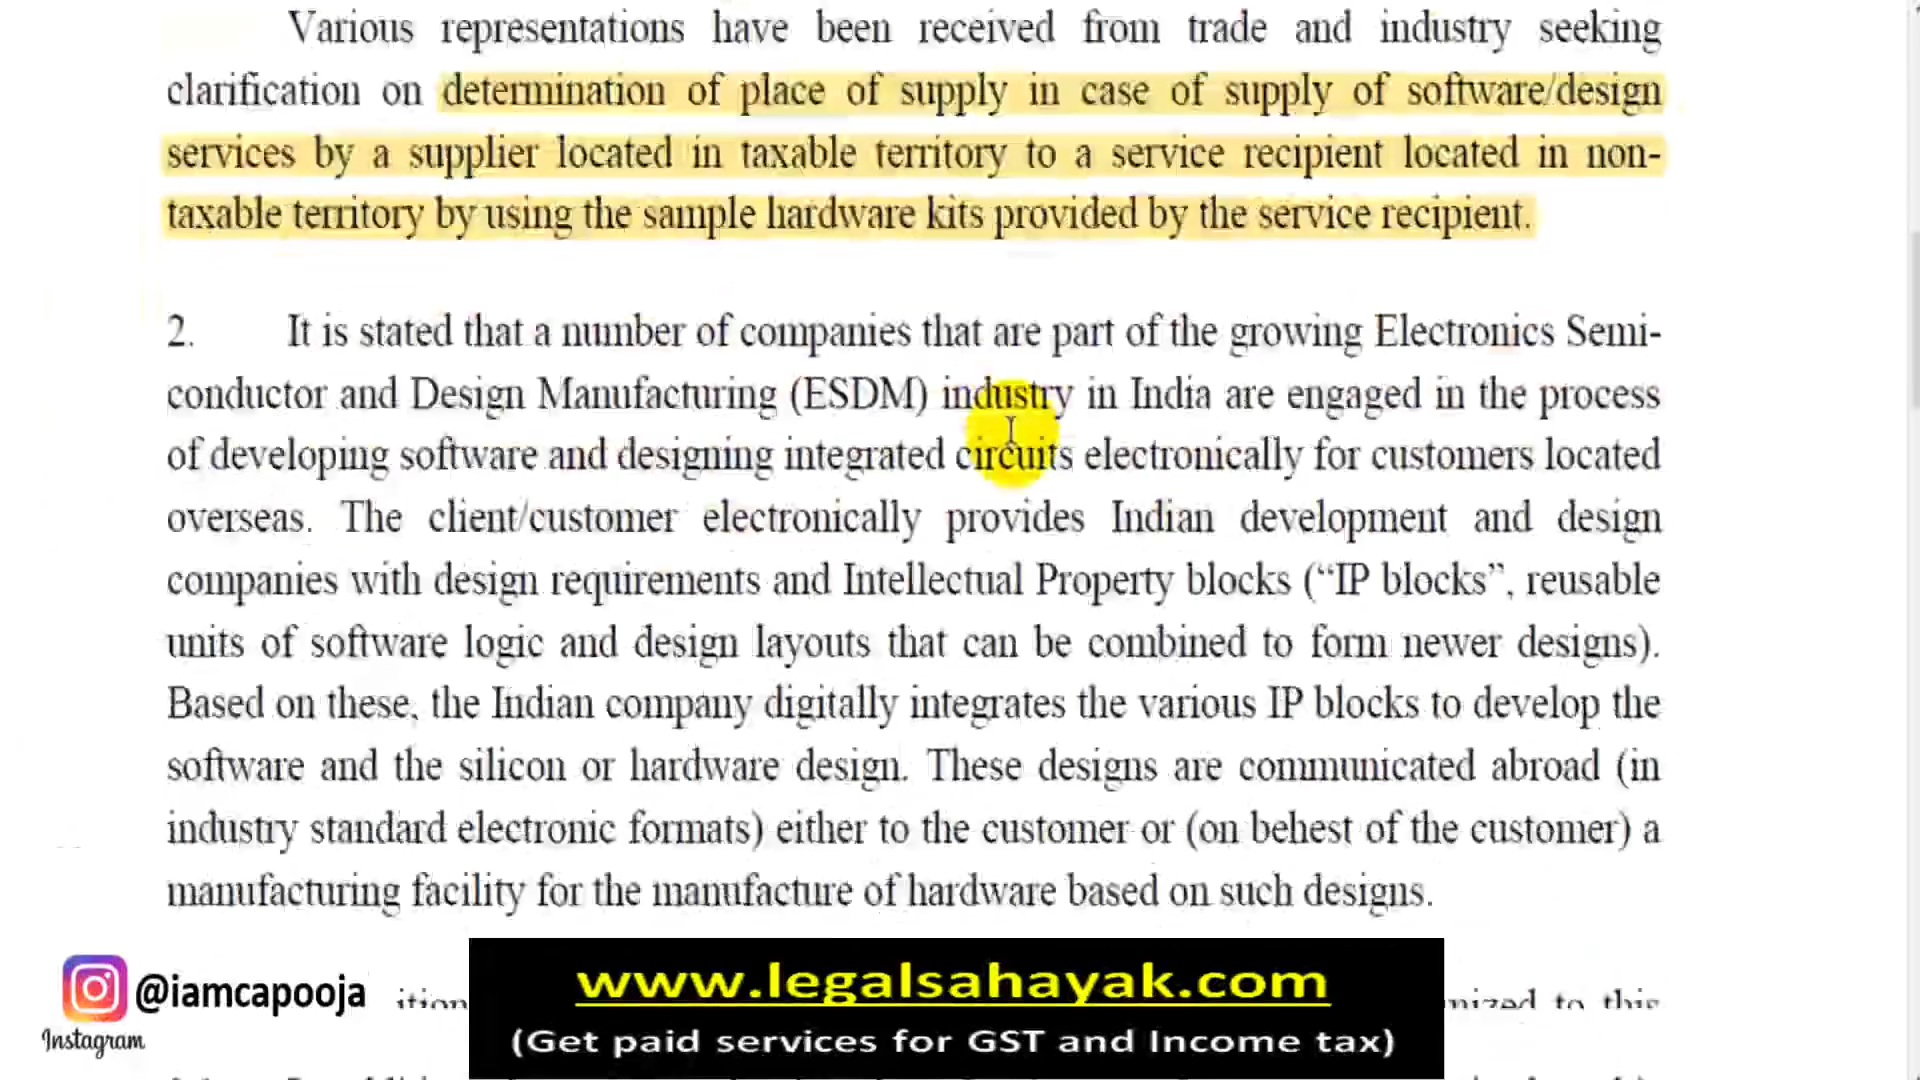 Various representations have been received from trade and industry seeking
clarification on determination of place of supply in case of supply of software/design
services by a supplier located in taxable territory to a service recipient located in non-
taxable territory by using the sample hardware kits provided by the service recipient.
2. It is stated that a number of companies that are part of the growing Electronics Semi-
conductor and Design Manufacturing (ESDM) industry in India are engaged in the process
of developing software and designing integrated circuits electronically for customers located
overseas. The client/customer electronically provides Indian development and design
companies with design requirements and Intellectual Property blocks (“IP blocks”, reusable
units of software logic and design layouts that can be combined to form newer designs).
Based on these, the Indian company digitally integrates the various IP blocks to develop the
software and the silicon or hardware design. These designs are communicated abroad (in
industry standard electronic formats) either to the customer or (on behest of the customer) a
manufacturing facility for the manufacture of hardware based on such designs.
@iamcapooja
Instagram
www.legalsahayak.com
(Get paid services for GST and Income tax)
to this